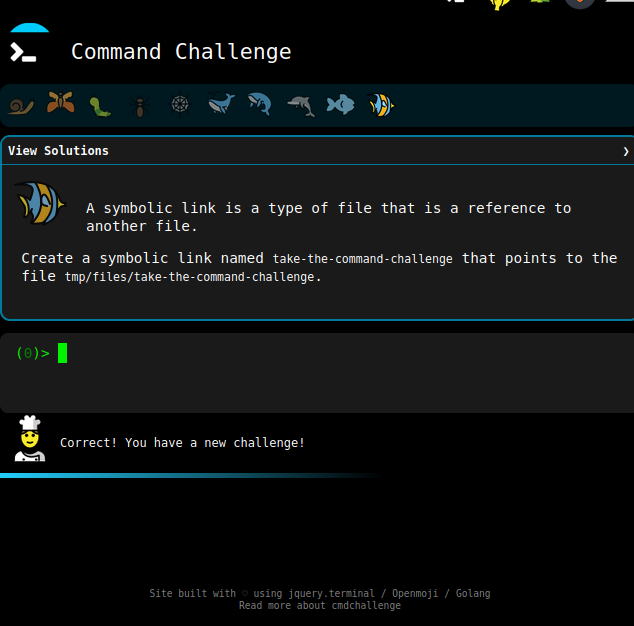 Command Challenge
View Solutions ❯
A symbolic link is a type of file that is a reference to
another file.
Create a symbolic link named take-the-command-challenge that points to the
file tmp/files/take-the-command-challenge.
(0)>
Correct! You have a new challenge!
Site built with ♡ using jquery.terminal / Openmoji / Golang
Read more about cmdchallenge